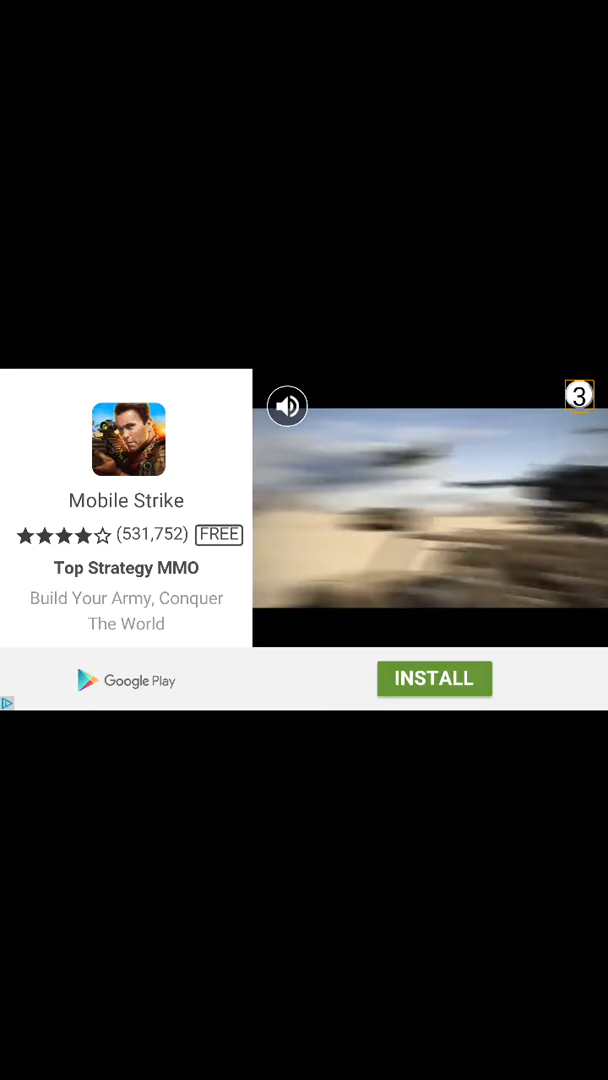 3
Mobile Strike
(531,752) FREE
Top Strategy MMO
Build Your Army, Conquer
The World
Google Play
INSTALL